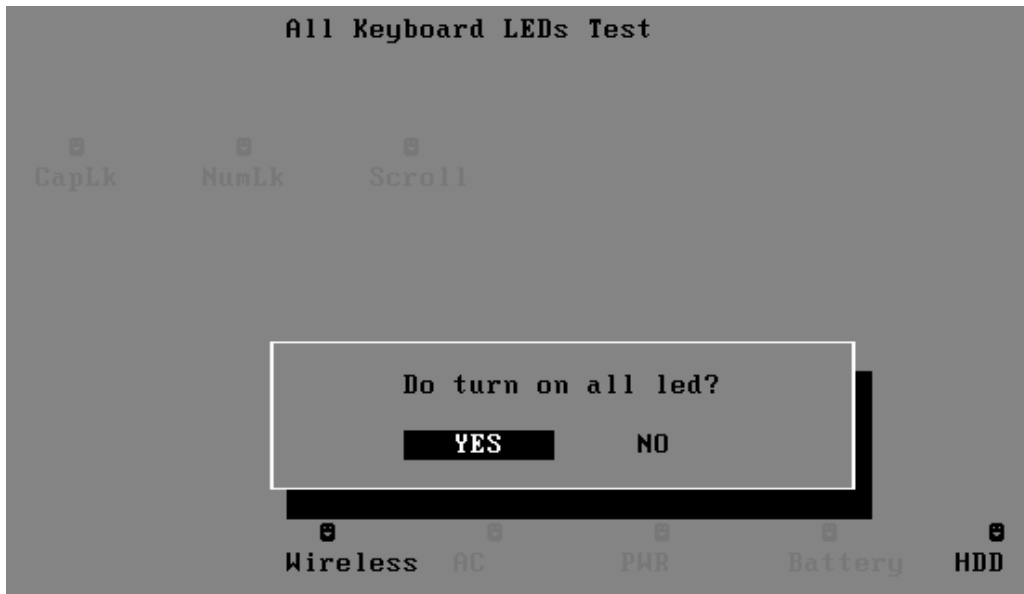 All Keyboard LEDs Test
CapLk NumLk Scroll
Do turn on all led?
YES NO
Wireless AC PWR Battery HDD